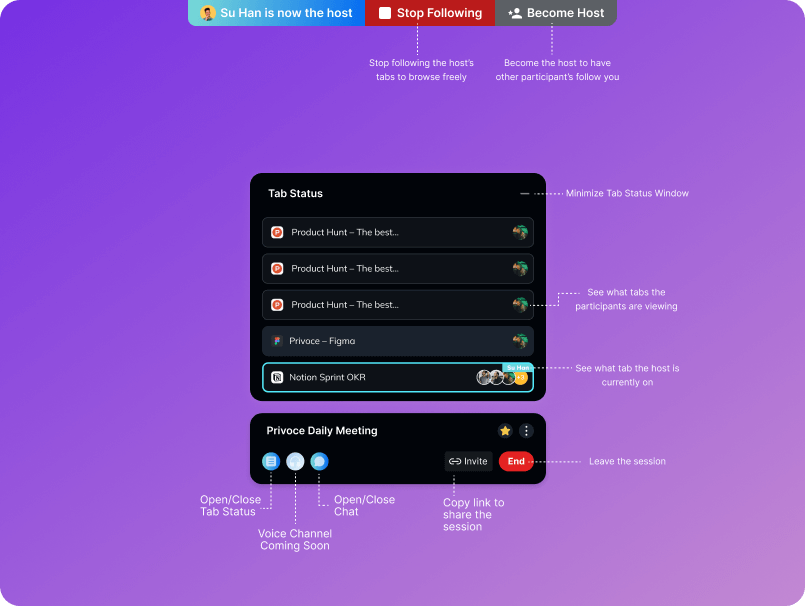 Su Han is now the host
Stop Following
Become Host
Stop following the host's
tabs to browse freely
Become the host to have
other participant's follow you
Tab Status
Minimize Tab Status Window
Product Hunt – The best...
Product Hunt – The best...
Product Hunt – The best...
See what tabs the
participants are viewing
Privoce – Figma
Su Han
See what tab the host is
currently on
Notion Sprint OKR
Privoce Daily Meeting
Invite
End
Leave the session
Open/Close
Tab Status
Open/Close
Chat
Copy link to
share the
session
Voice Channel
Coming Soon